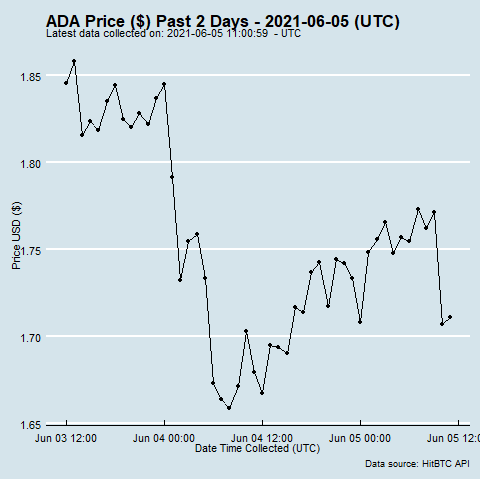 ADA Price ($) Past 2 Days - 2021-06-05 (UTC)
Latest data collected on: 2021-06-05 11:00:59 - UTC
1.85
1.80
1.75
1.70
1.65
Price USD ($)
Jun 03 12:00
Jun 04 00:00
Jun 04 12:00
Jun 05 00:00
Jun 05 12:0
Date Time Collected (UTC)
Data source: HitBTC API